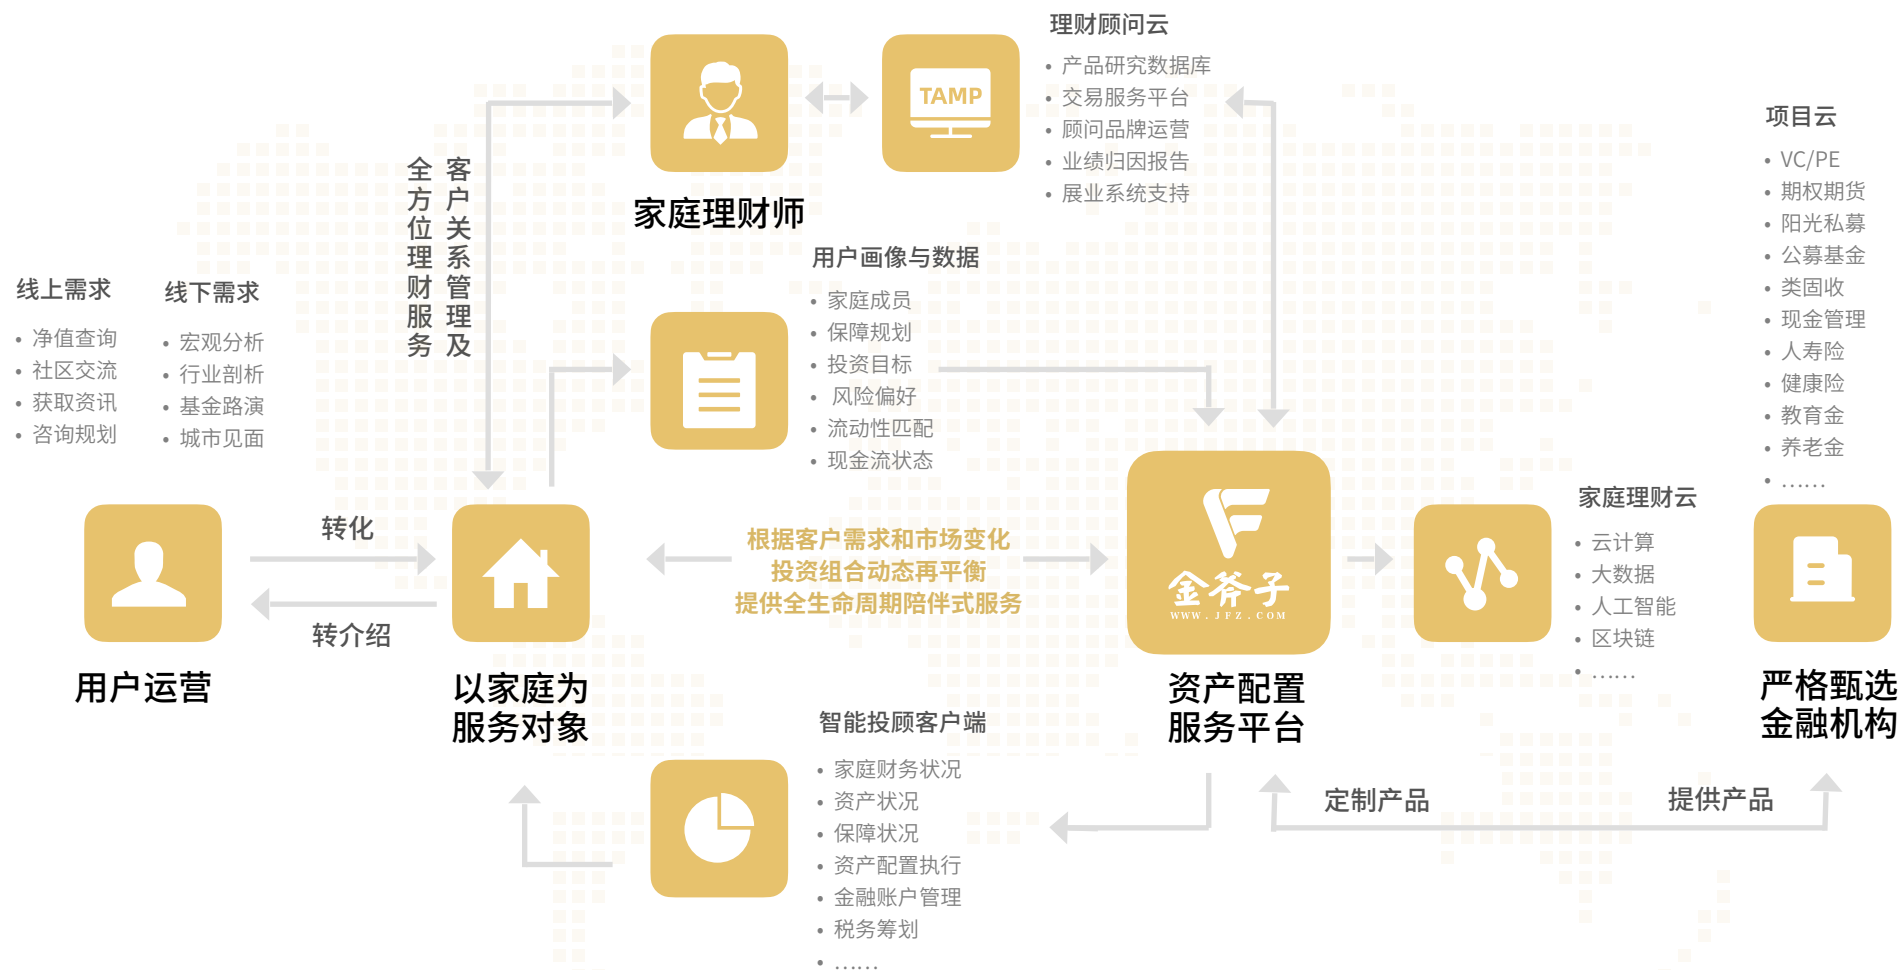 理财顾问云
• 产品研究数据库
• 交易服务平台
• 顾问品牌运营
• 业绩归因报告
• 展业系统支持
TAMP
家庭理财师
客户关系管理及
全方位理财服务
线上需求
• 净值查询
• 社区交流
• 获取资讯
• 咨询规划
线下需求
• 宏观分析
• 行业剖析
• 基金路演
• 城市见面
用户画像与数据
• 家庭成员
• 保障规划
• 投资目标
• 风险偏好
• 流动性匹配
• 现金流状态
项目云
• VC/PE
• 期权期货
• 阳光私募
• 公募基金
• 类固收
• 现金管理
• 人寿险
• 健康险
• 教育金
• 养老金
• ……
转化
转介绍
用户运营
以家庭为
服务对象
根据客户需求和市场变化
投资组合动态再平衡
提供全生命周期陪伴式服务
金斧子
WWW.JFZ.COM
资产配置
服务平台
家庭理财云
• 云计算
• 大数据
• 人工智能
• 区块链
• ……
严格甄选
金融机构
智能投顾客户端
• 家庭财务状况
• 资产状况
• 保障状况
• 资产配置执行
• 金融账户管理
• 税务筹划
• ……
定制产品
提供产品